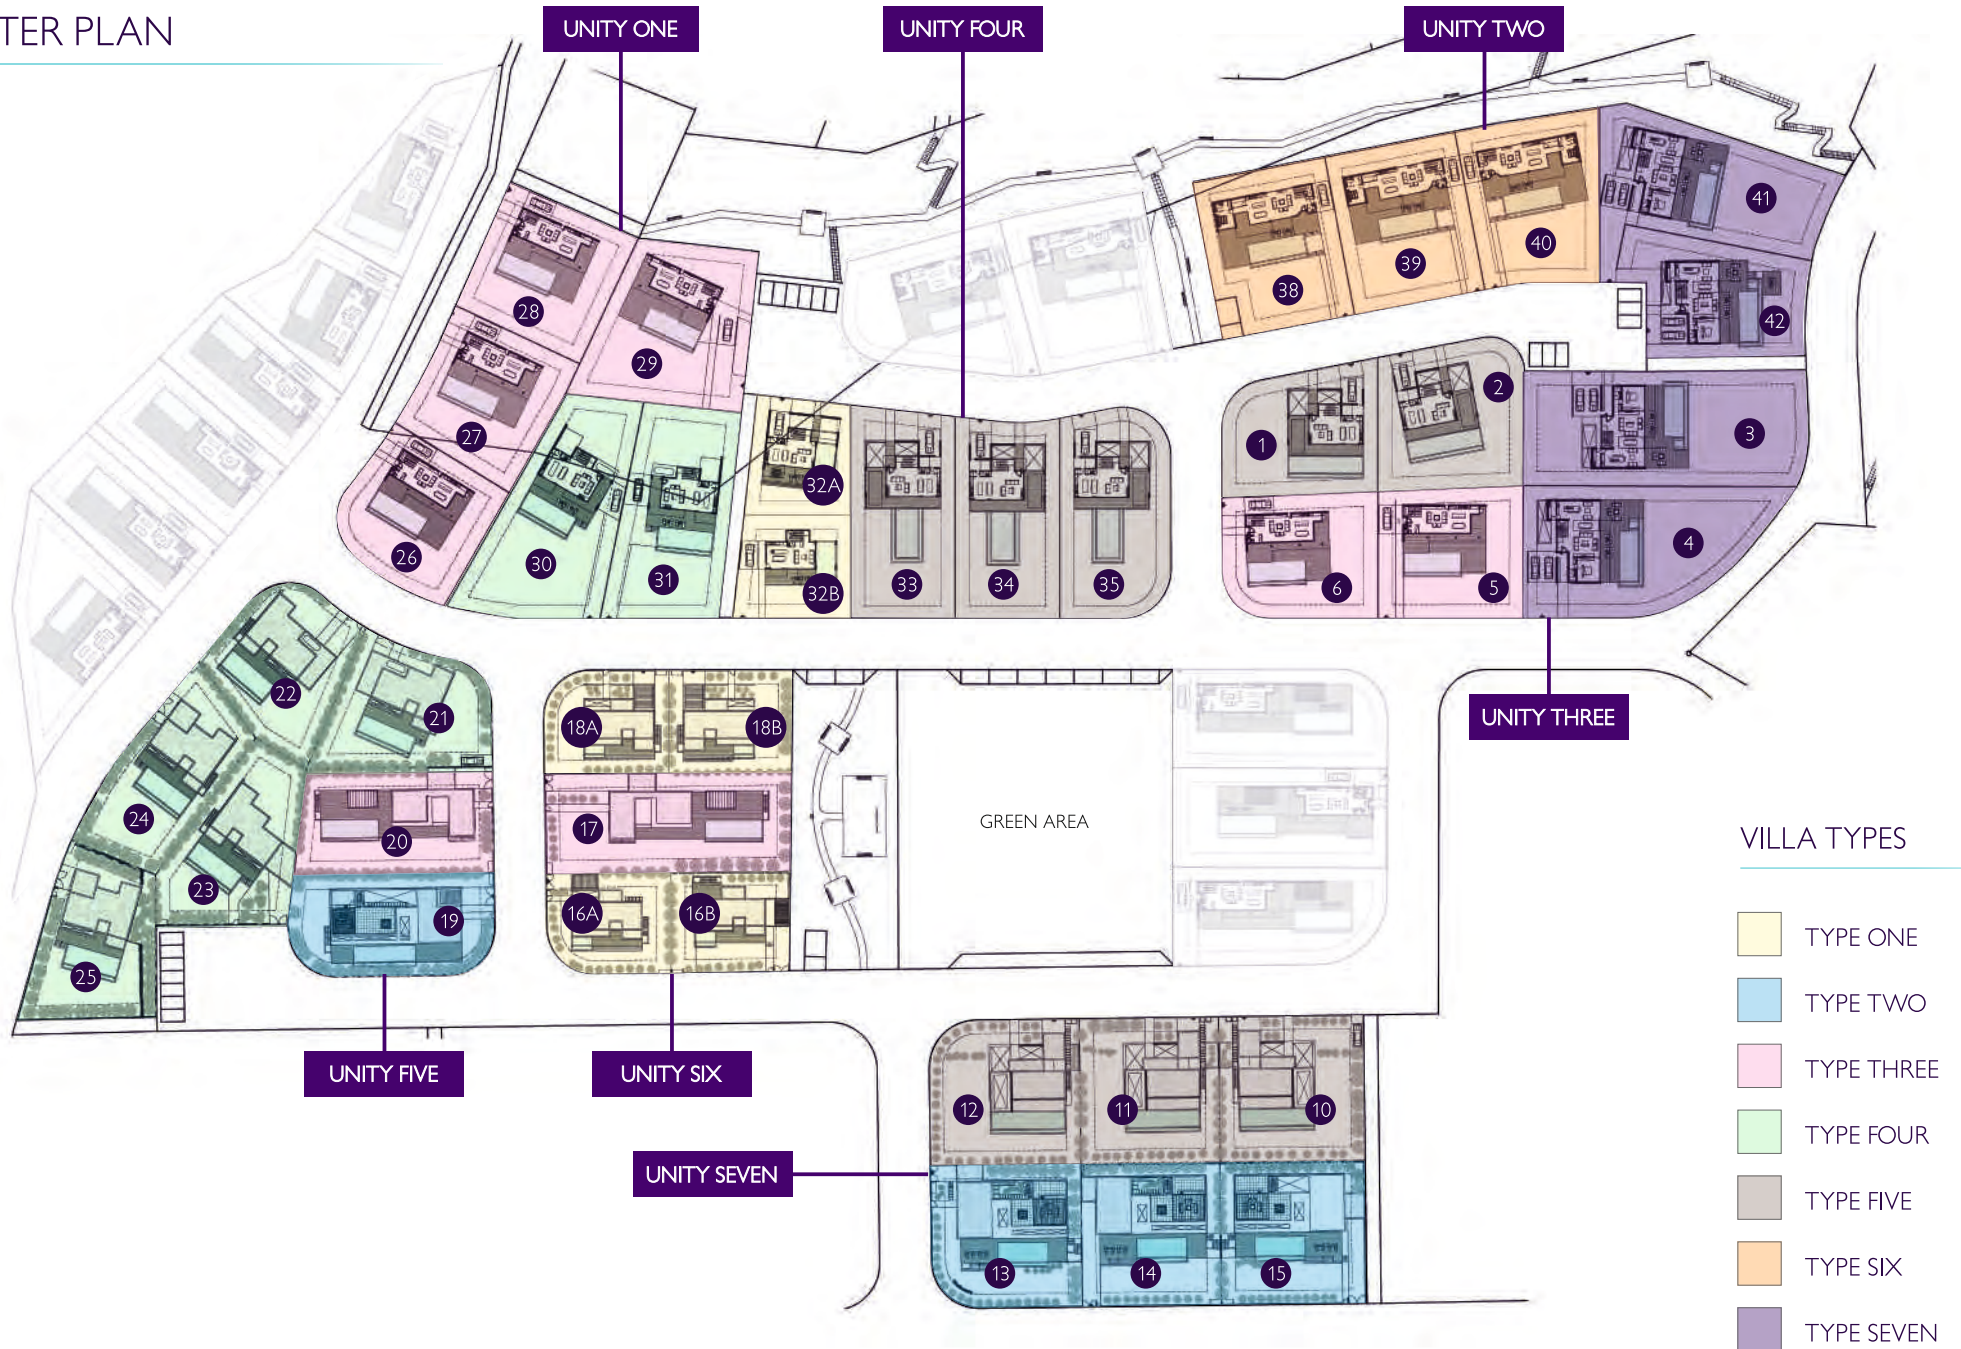 TER PLAN
UNITY ONE
UNITY FOUR
UNITY TWO
28
29
27
26
30
31
32A
32B
33
34
35
38
39
40
41
42
1
2
3
4
5
6
UNITY THREE
22
21
24
23
20
19
25
18A
18B
17
16A
16B
GREEN AREA
UNITY FIVE
UNITY SIX
UNITY SEVEN
12
11
10
13
14
15
VILLA TYPES
TYPE ONE
TYPE TWO
TYPE THREE
TYPE FOUR
TYPE FIVE
TYPE SIX
TYPE SEVEN